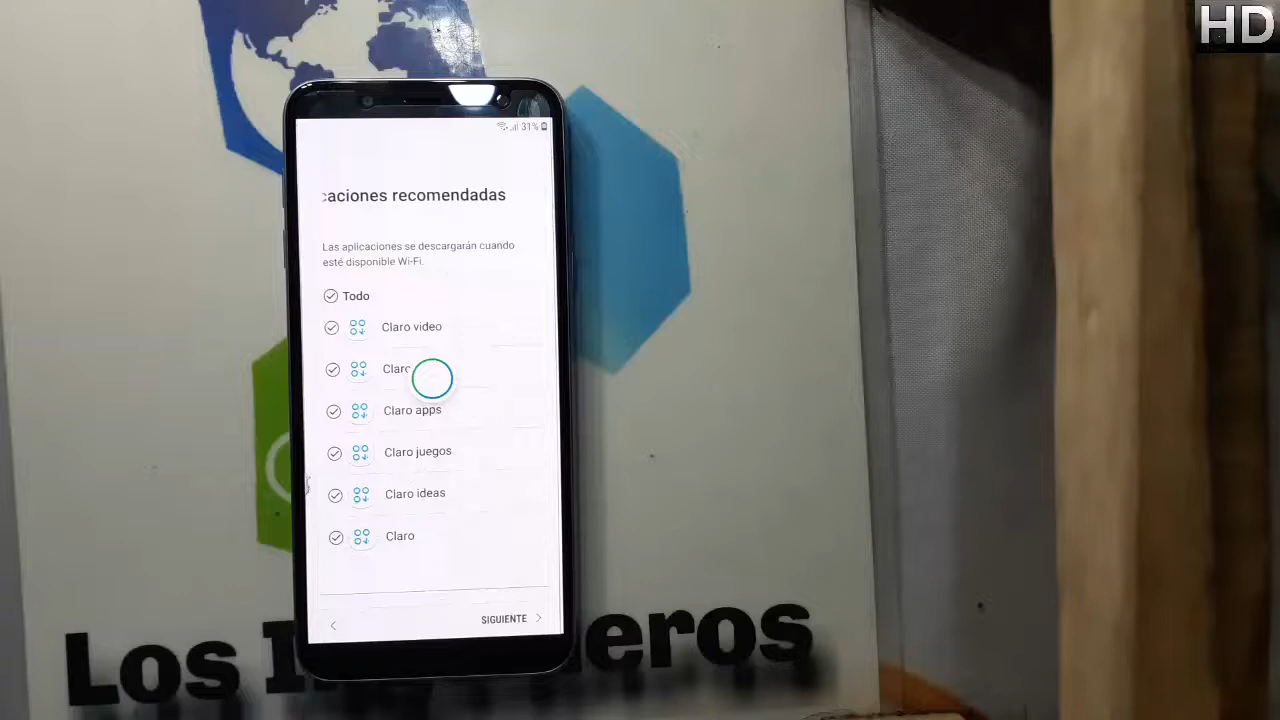 HD
31%
caciones recomendadas
Las aplicaciones se descargarán cuando
esté disponible Wi-Fi.
Todo
Claro video
Claro
Claro apps
Claro juegos
Claro ideas
Claro
SIGUIENTE
Los In eros